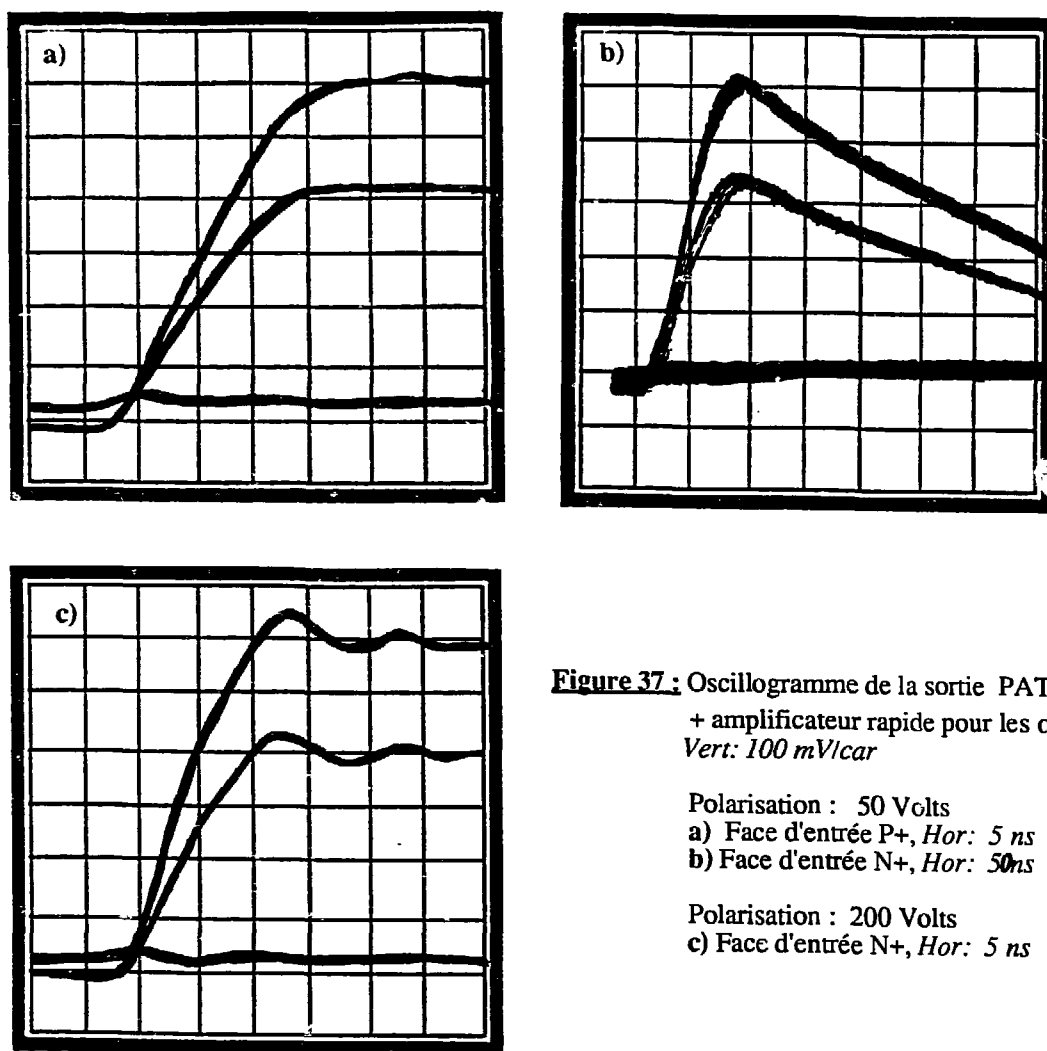 a)
b)
c)
Figure 37 : Oscillogramme de la sortie PAT
+ amplificateur rapide pour les
Vert: 100 mV/car
Polarisation : 50 Volts
a) Face d'entrée P+, Hor: 5 ns
b) Face d'entrée N+, Hor: 50ns
Polarisation : 200 Volts
c) Face d'entrée N+, Hor: 5 ns